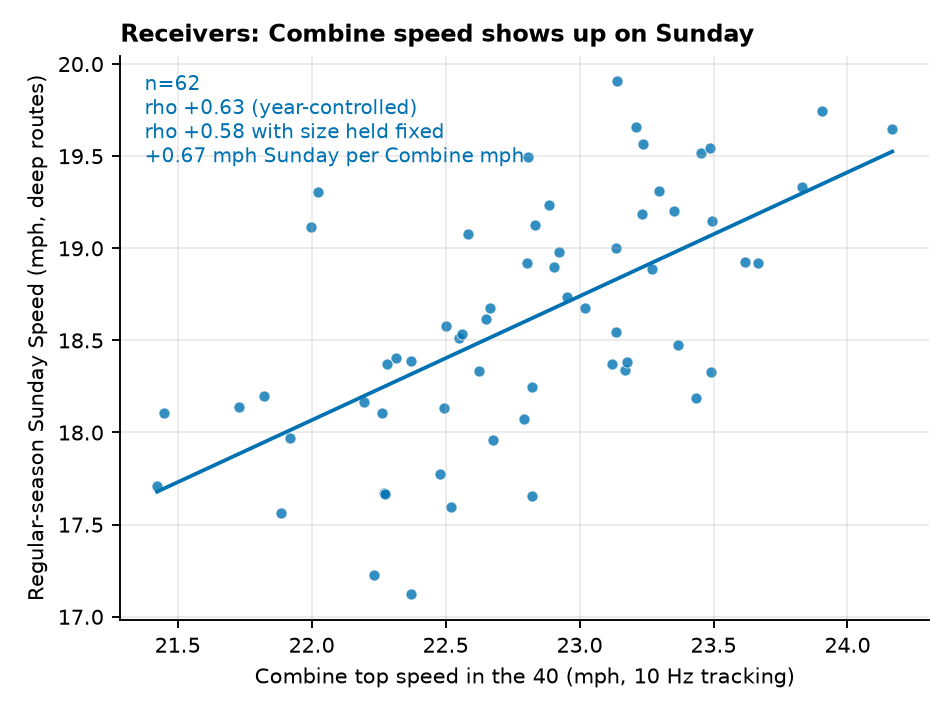 Receivers: Combine speed shows up on Sunday
n=62
rho +0.63 (year-controlled)
rho +0.58 with size held fixed
+0.67 mph Sunday per Combine mph
Regular-season Sunday Speed (mph, deep routes)
20.0
19.5
19.0
18.5
18.0
17.5
17.0
21.5
22.0
22.5
23.0
23.5
24.0
Combine top speed in the 40 (mph, 10 Hz tracking)